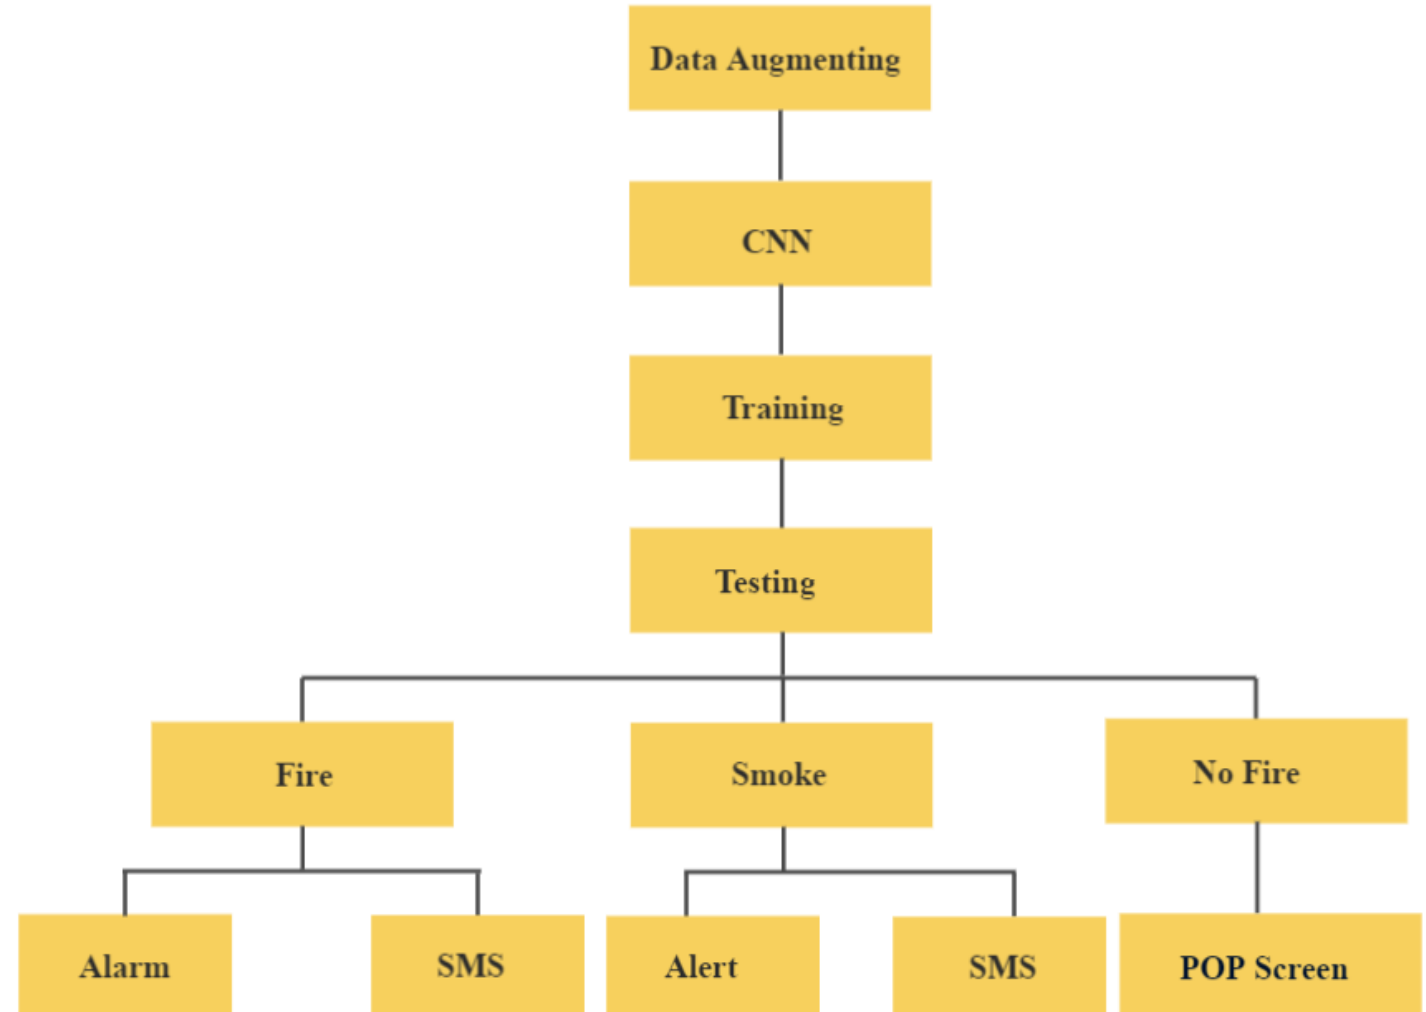 Data Augmenting
CNN
Training
Testing
Fire
Smoke
No Fire
Alarm
SMS
Alert
SMS
POP Screen